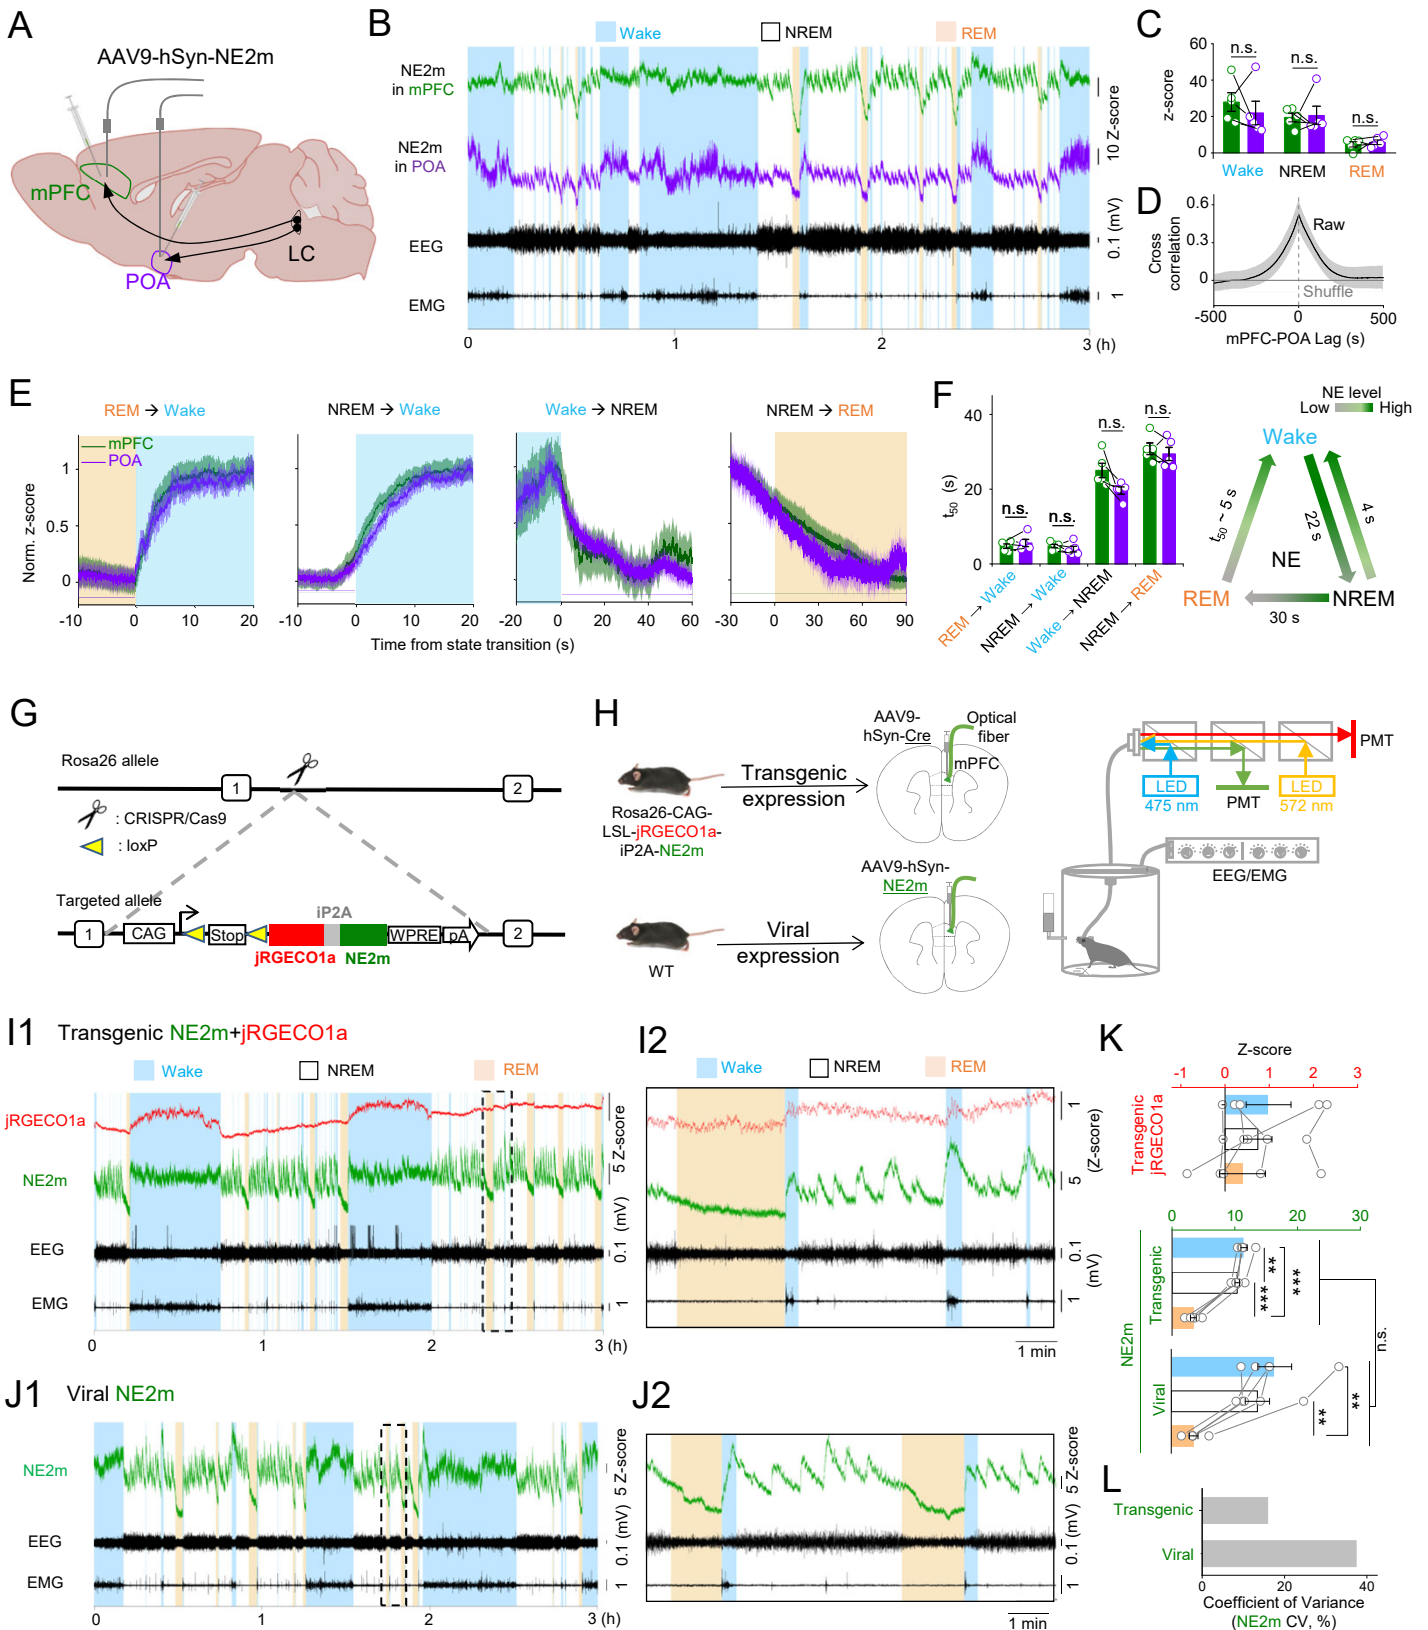 A
AAV9-hSyn-NE2m
mPFC
POA
LC
B
Wake
NREM
REM
NE2m
in mPFC
NE2m
in POA
EEG
EMG
10 Z-score
0.1 (mV)
1
0
1
2
3 (h)
C
z-score
60
40
20
0
n.s.
n.s.
n.s.
Wake
NREM
REM
D
Cross
correlation
0.6
0.3
0
Raw
Shuffle
-500
0
500
mPFC-POA Lag (s)
E
REM → Wake
NREM → Wake
Wake → NREM
NREM → REM
mPFC
POA
Norm. z-score
1
0.5
0
-10
0
10
20
-10
0
10
20
-20
0
20
40
60
-30
0
30
60
90
Time from state transition (s)
F
t50 (s)
40
20
0
n.s.
n.s.
n.s.
n.s.
REM → Wake
NREM → Wake
Wake → NREM
NREM → REM
NE level
Low
High
Wake
t50 ~ 5 s
22 s
4 s
NE
REM
NREM
30 s
G
Rosa26 allele
1
2
: CRISPR/Cas9
: loxP
Targeted allele
iP2A
1
CAG
Stop
WPRE
pA
2
jRGECO1a
NE2m
H
Rosa26-CAG-
LSL-jRGECO1a-
iP2A-NE2m
Transgenic
expression
AAV9-
hSyn-Cre
Optical
fiber
mPFC
WT
Viral
expression
AAV9-hSyn-
NE2m
PMT
LED
475 nm
PMT
LED
572 nm
EEG/EMG
I1
Transgenic NE2m+jRGECO1a
Wake
NREM
REM
jRGECO1a
NE2m
EEG
EMG
5 Z-score
0.1 (mV)
1
0
1
2
3
(h)
I2
Wake
NREM
REM
1
5
(Z-score)
0.1
(mV)
1
1 min
J1
Viral NE2m
NE2m
EEG
EMG
5 Z-score
0.1 (mV)
1
0
1
2
3 (h)
J2
5 Z-score
0.1 (mV)
1
1 min
K
Z-score
-1
0
1
2
3
Transgenic
jRGECO1a
0
10
20
30
NE2m
Transgenic
Viral
**
***
***
**
**
n.s.
L
Transgenic
Viral
0
20
40
Coefficient of Variance
(NE2m CV, %)